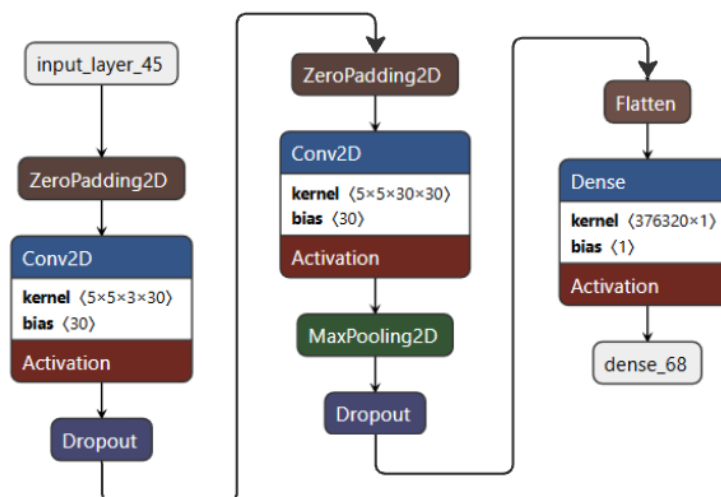 input_layer_45
ZeroPadding2D
Conv2D
kernel ⟨5×5×3×30⟩
bias ⟨30⟩
Activation
Dropout
ZeroPadding2D
Conv2D
kernel ⟨5×5×30×30⟩
bias ⟨30⟩
Activation
MaxPooling2D
Dropout
Flatten
Dense
kernel ⟨376320×1⟩
bias ⟨1⟩
Activation
dense_68